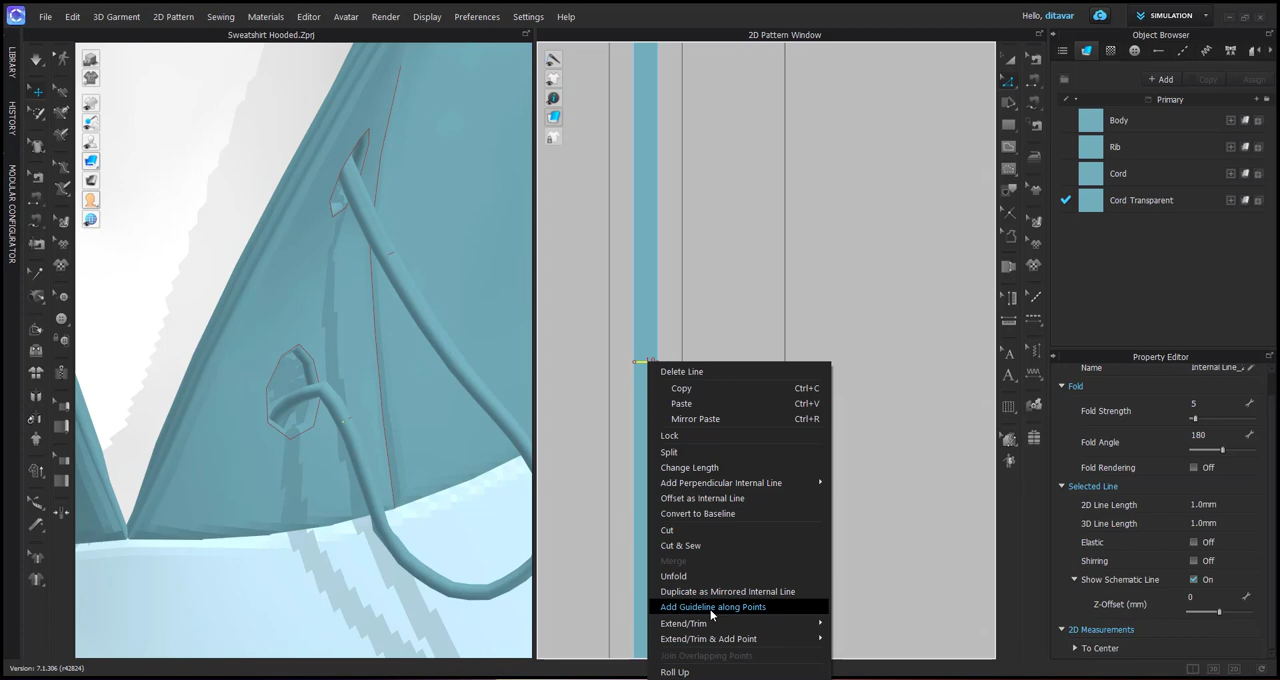 File Edit 3D Garment 2D Pattern Sewing Materials Editor Avatar Render Display Preferences Settings Help
Hello, ditavar
SIMULATION
Sweatshirt Hooded.Zprj
2D Pattern Window
Object Browser
LIBRARY
HISTORY
MODULAR CONFIGURATOR
+ Add Copy Assign
Primary
Body
Rib
Cord
Cord Transparent
Delete Line
Copy Ctrl+C
Paste Ctrl+V
Mirror Paste Ctrl+R
Lock
Split
Change Length
Add Perpendicular Internal Line
Offset as Internal Line
Convert to Baseline
Cut
Cut & Sew
Merge
Unfold
Duplicate as Mirrored Internal Line
Add Guideline along Points
Extend/Trim
Extend/Trim & Add Point
Join Overlapping Points
Roll Up
Property Editor
Name Internal_Line_
Fold
Fold Strength 5
Fold Angle 180
Fold Rendering Off
Selected Line
2D Line Length 1.0mm
3D Line Length 1.0mm
Elastic Off
Shirring Off
Show Schematic Line On
Z-Offset (mm) 0
2D Measurements
To Center
Version: 7.1.306 (r42824)
3D 2D